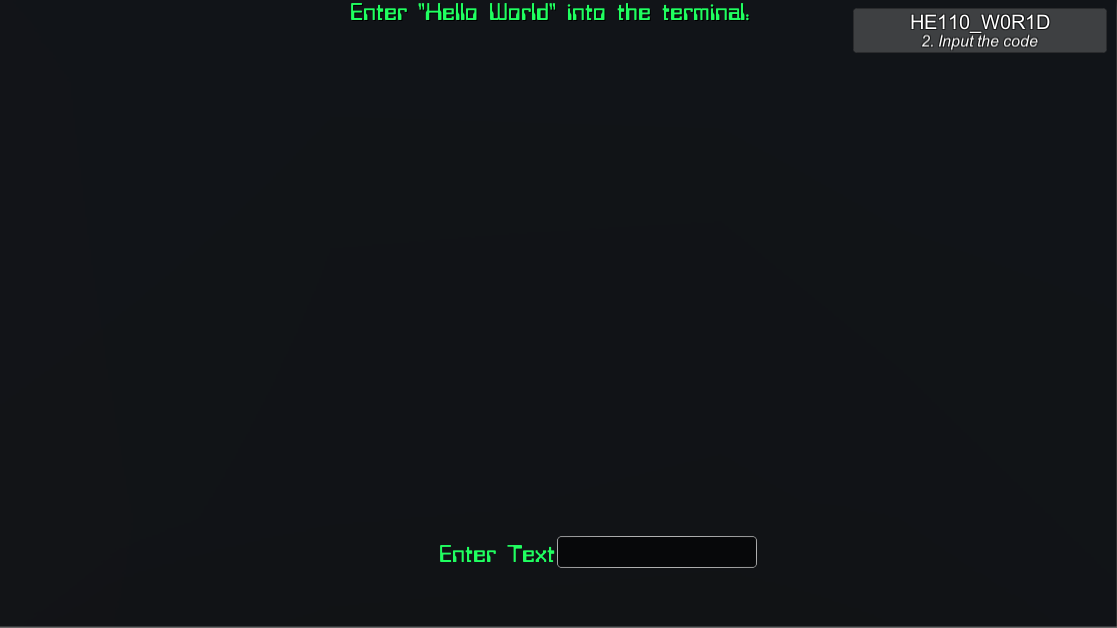 Enter "Hello World" into the terminal:
HE110_W0R1D
2. Input the code
Enter Text